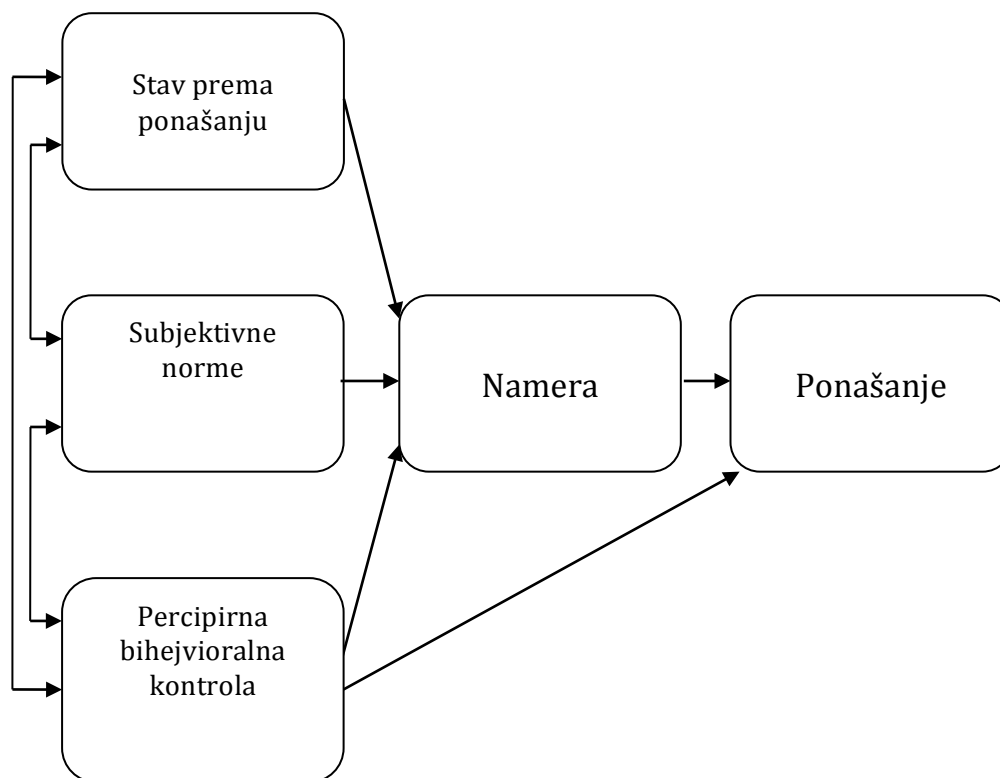 Stav prema
ponašanju
Subjektivne
norme
Namera
Ponašanje
Percipirna
bihejvioralna
kontrola